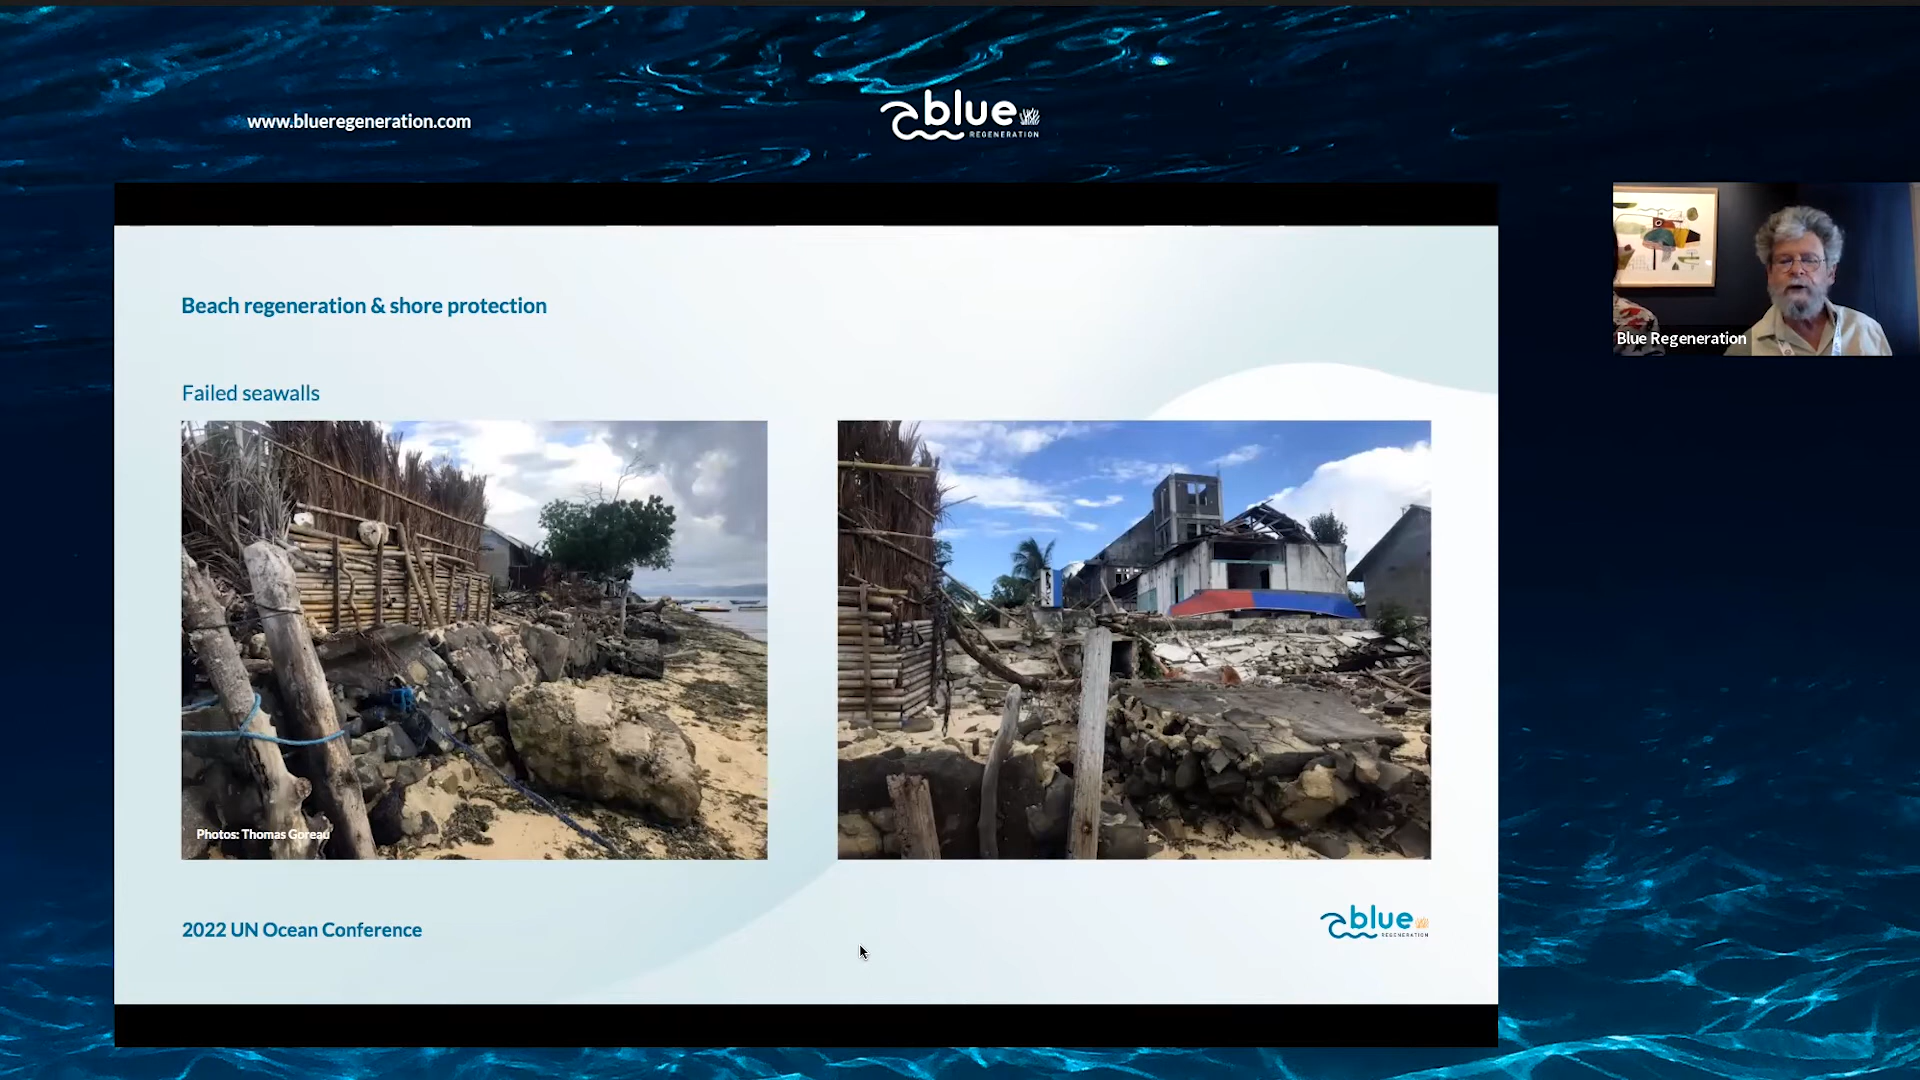 www.blueregeneration.com
blue
REGENERATION
Beach regeneration & shore protection
Blue Regeneration
Failed seawalls
Photos: Thomas Goreau
2022 UN Ocean Conference
blue
REGENERATION